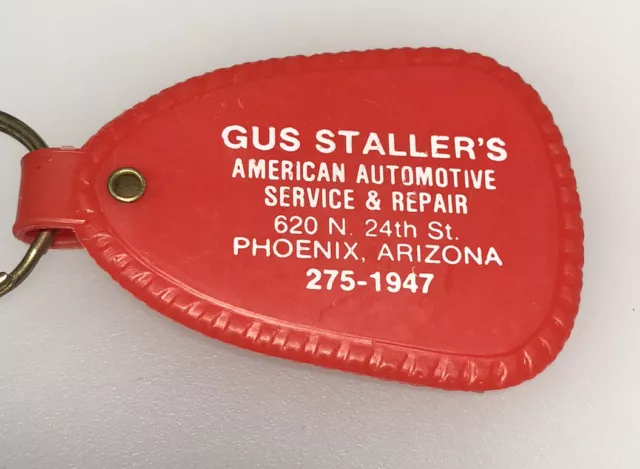 GUS STALLER'S
AMERICAN AUTOMOTIVE
SERVICE & REPAIR
620 N. 24th St.
PHOENIX, ARIZONA
275-1947